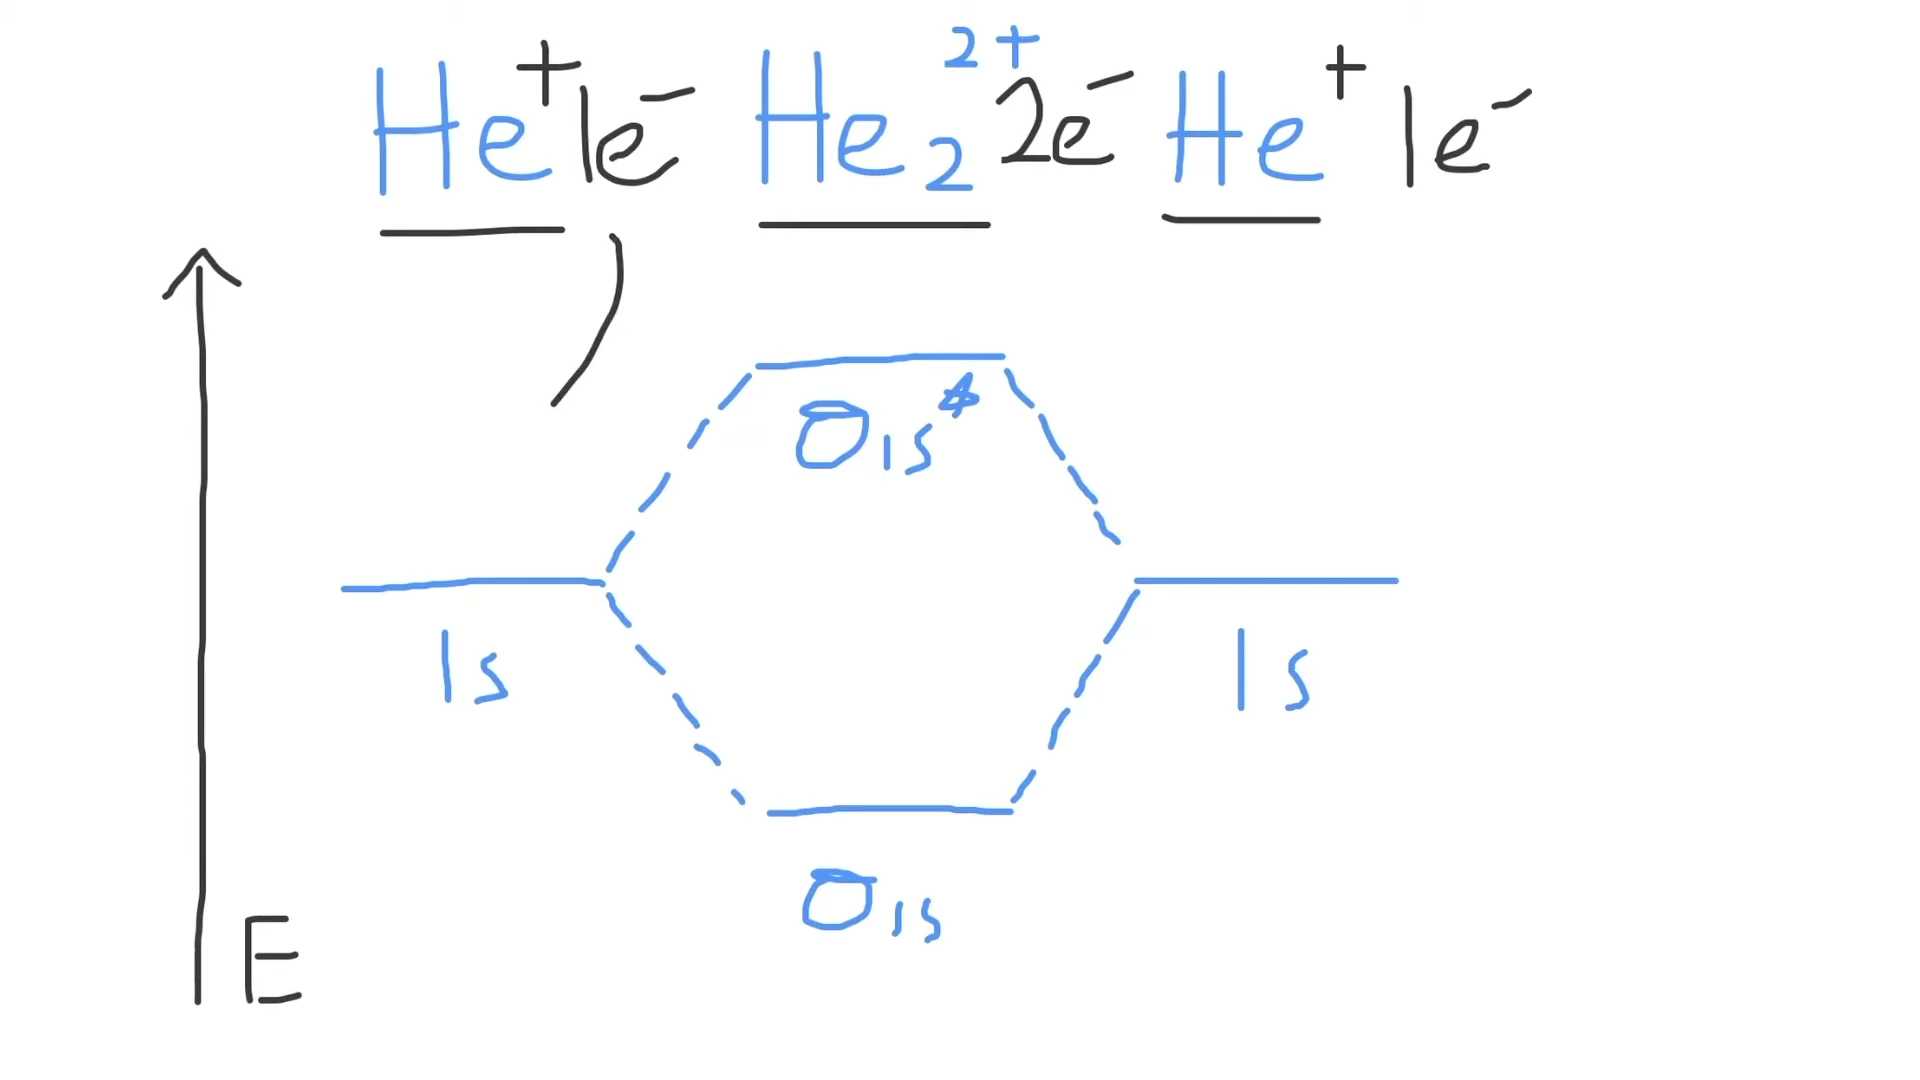 He⁺ 1e⁻ He₂²⁺ 2e⁻ He⁺ 1e⁻
σ₁ₛ*
1s 1s
σ₁ₛ
E